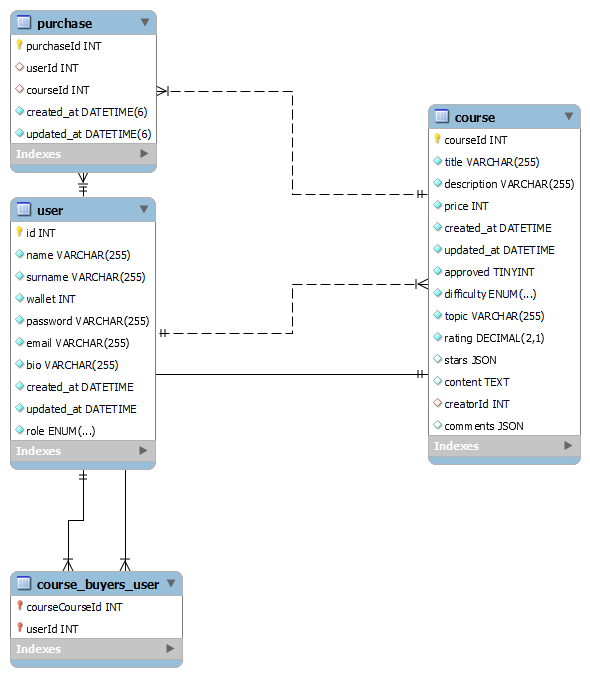 purchase
purchaseId INT
userId INT
courseId INT
created_at DATETIME(6)
updated_at DATETIME(6)
Indexes
user
id INT
name VARCHAR(255)
surname VARCHAR(255)
wallet INT
password VARCHAR(255)
email VARCHAR(255)
bio VARCHAR(255)
created_at DATETIME
updated_at DATETIME
role ENUM(...)
Indexes
course
courseId INT
title VARCHAR(255)
description VARCHAR(255)
price INT
created_at DATETIME
updated_at DATETIME
approved TINYINT
difficulty ENUM(...)
topic VARCHAR(255)
rating DECIMAL(2,1)
stars JSON
content TEXT
creatorId INT
comments JSON
Indexes
course_buyers_user
courseCourseId INT
userId INT
Indexes